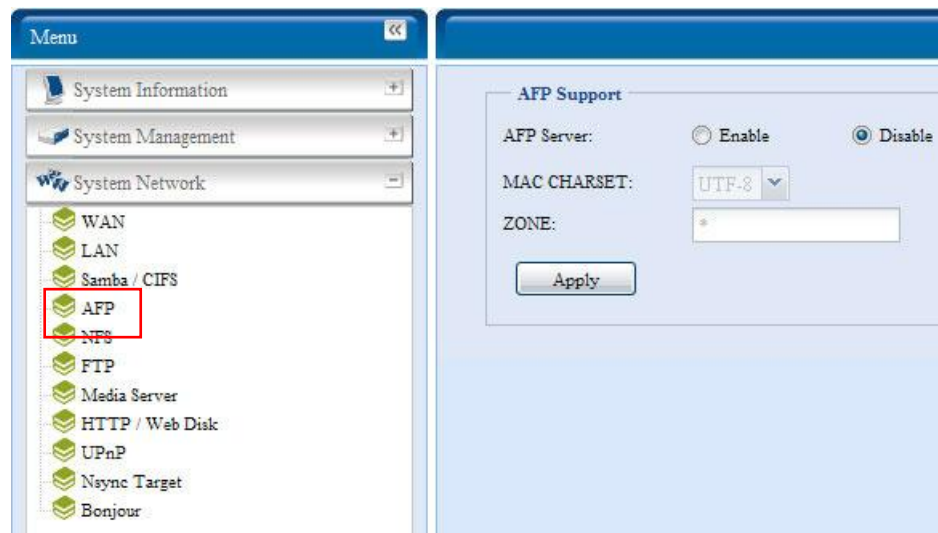 Menu
System Information
System Management
System Network
WAN
LAN
Samba / CIFS
AFP
NFS
FTP
Media Server
HTTP / Web Disk
UPnP
Nsync Target
Bonjour
AFP Support
AFP Server: Enable Disable
MAC CHARSET: UTF-8
ZONE: *
Apply